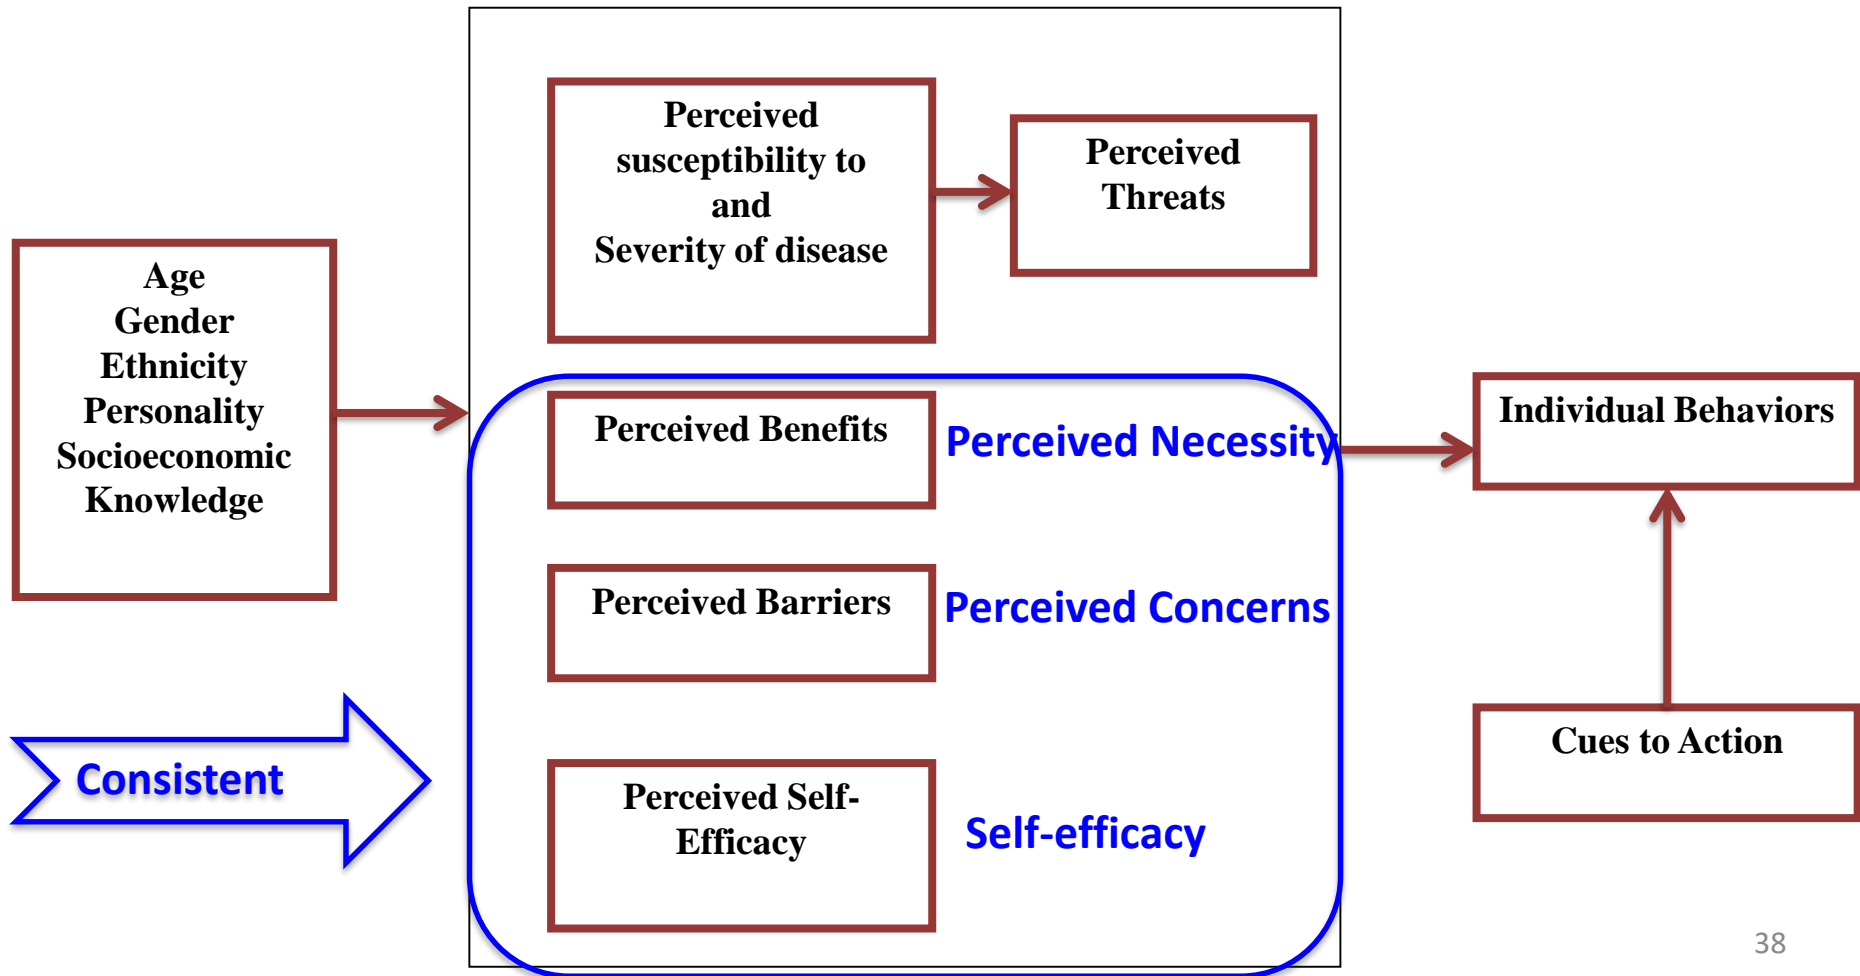 Age
Gender
Ethnicity
Personality
Socioeconomic
Knowledge
Consistent
Perceived
susceptibility to
and
Severity of disease
Perceived
Threats
Perceived Benefits
Perceived Necessity
Perceived Barriers
Perceived Concerns
Perceived Self-
Efficacy
Self-efficacy
Individual Behaviors
Cues to Action
38